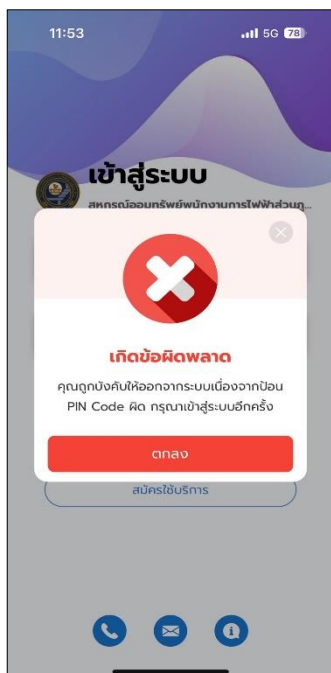 11:53
5G 78
เข้าสู่ระบบ
สหกรณ์ออมทรัพย์พนักงานการไฟฟ้าส่วนภู...
เกิดข้อผิดพลาด
คุณถูกบังคับให้ออกจากระบบเนื่องจากป้อน
PIN Code ผิด กรุณาเข้าสู่ระบบอีกครั้ง
ตกลง
สมัครใช้บริการ